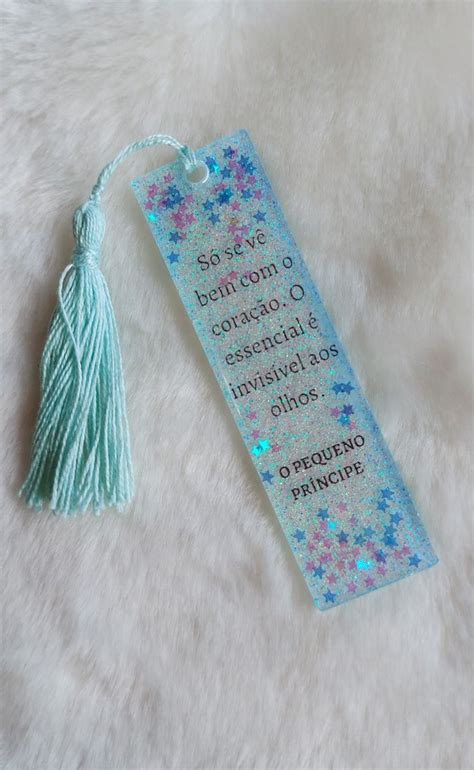 Só se vê
bem com o
coração. O
essencial é
invisível aos
olhos.
O PEQUENO
PRÍNCIPE